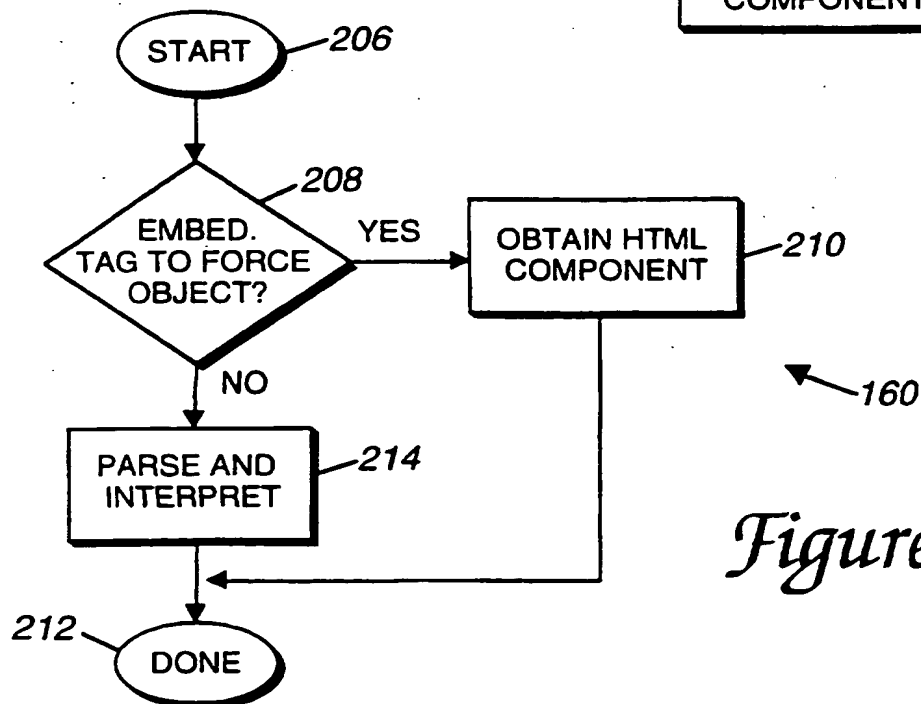 COMPONENT
START
206
208
EMBED.
TAG TO FORCE
OBJECT?
YES
OBTAIN HTML
COMPONENT
210
NO
160
PARSE AND
INTERPRET
214
Figure
212
DONE